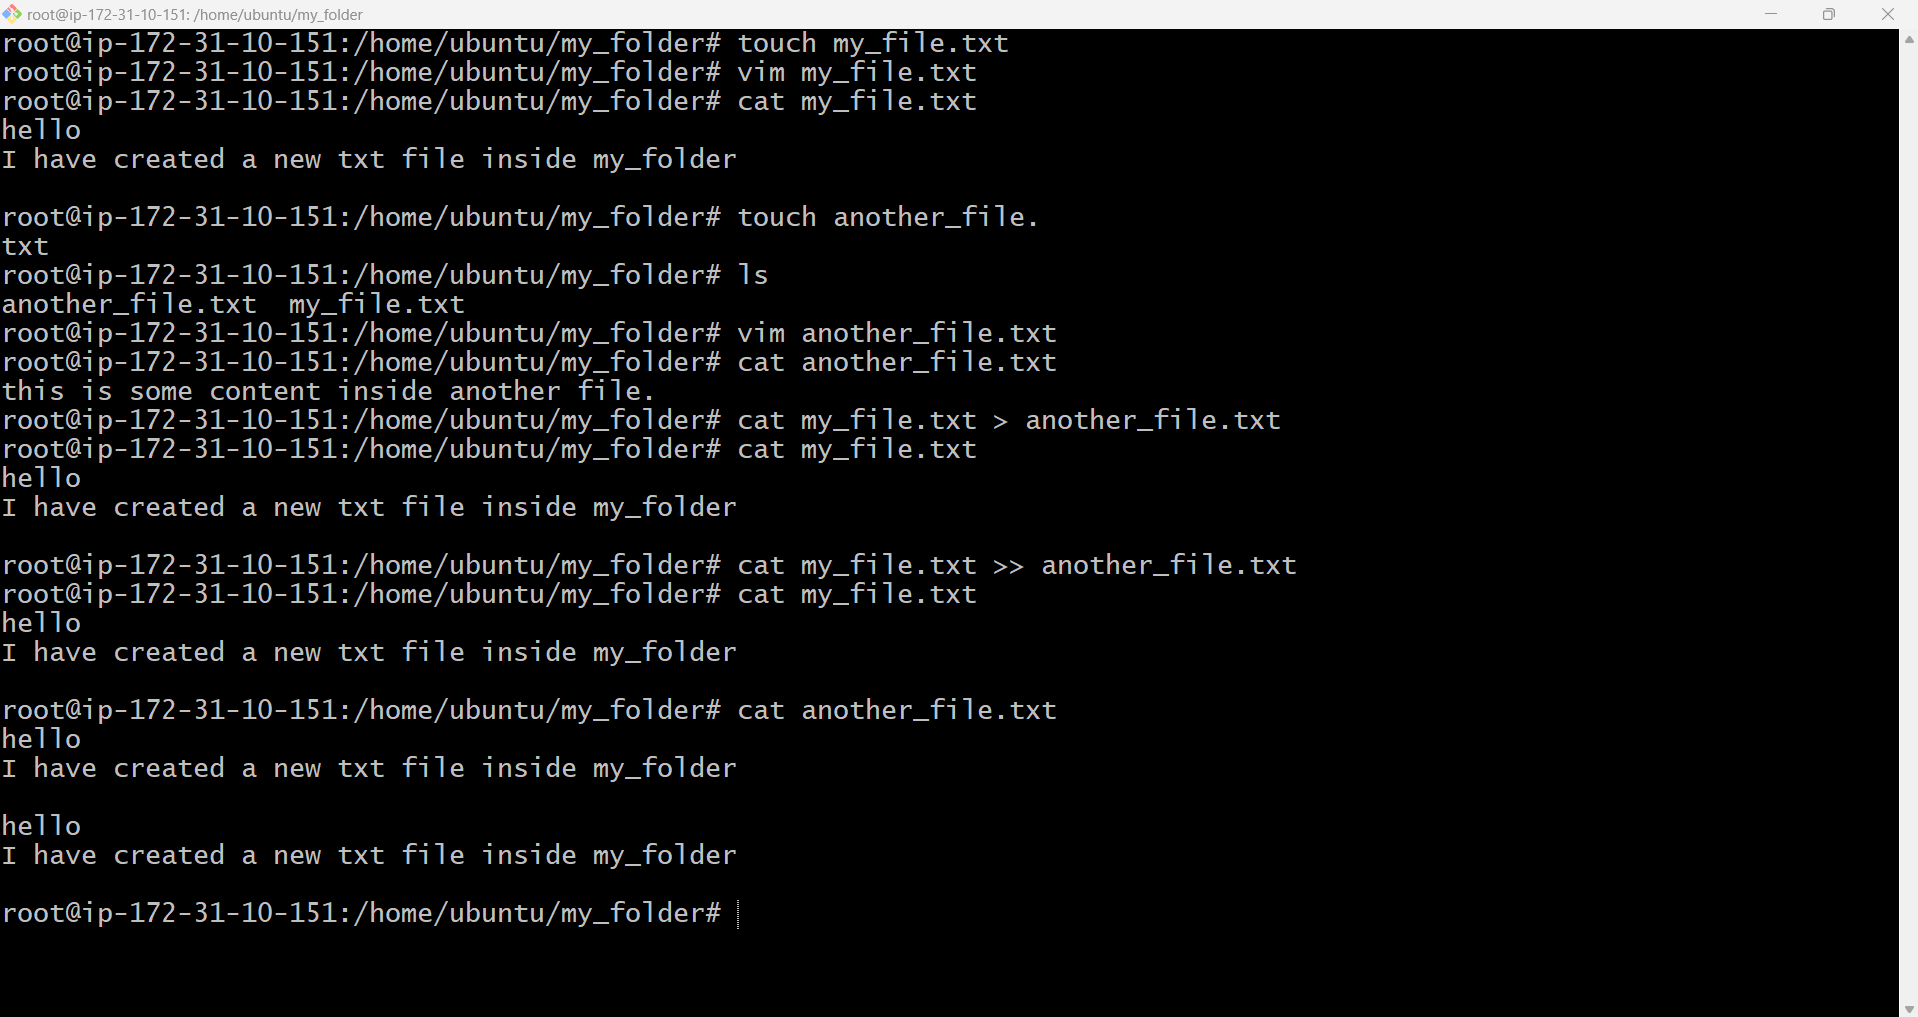 root@ip-172-31-10-151: /home/ubuntu/my_folder
root@ip-172-31-10-151:/home/ubuntu/my_folder# touch my_file.txt
root@ip-172-31-10-151:/home/ubuntu/my_folder# vim my_file.txt
root@ip-172-31-10-151:/home/ubuntu/my_folder# cat my_file.txt
hello
I have created a new txt file inside my_folder
root@ip-172-31-10-151:/home/ubuntu/my_folder# touch another_file.
txt
root@ip-172-31-10-151:/home/ubuntu/my_folder# ls
another_file.txt  my_file.txt
root@ip-172-31-10-151:/home/ubuntu/my_folder# vim another_file.txt
root@ip-172-31-10-151:/home/ubuntu/my_folder# cat another_file.txt
this is some content inside another file.
root@ip-172-31-10-151:/home/ubuntu/my_folder# cat my_file.txt > another_file.txt
root@ip-172-31-10-151:/home/ubuntu/my_folder# cat my_file.txt
hello
I have created a new txt file inside my_folder
root@ip-172-31-10-151:/home/ubuntu/my_folder# cat my_file.txt >> another_file.txt
root@ip-172-31-10-151:/home/ubuntu/my_folder# cat my_file.txt
hello
I have created a new txt file inside my_folder
root@ip-172-31-10-151:/home/ubuntu/my_folder# cat another_file.txt
hello
I have created a new txt file inside my_folder
hello
I have created a new txt file inside my_folder
root@ip-172-31-10-151:/home/ubuntu/my_folder#